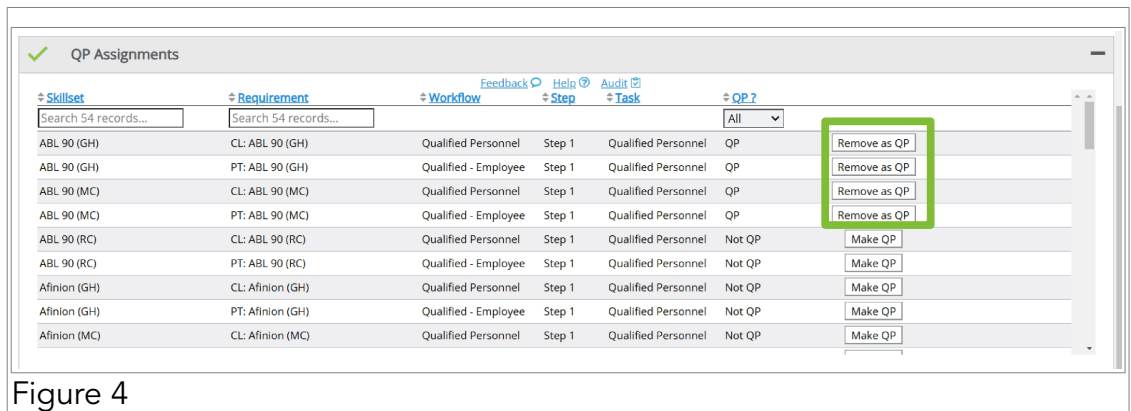 QP Assignments
Feedback Help Audit
Skillset Requirement Workflow Step Task QP ?
Search 54 records... Search 54 records... All
ABL 90 (GH) CL: ABL 90 (GH) Qualified Personnel Step 1 Qualified Personnel QP Remove as QP
ABL 90 (GH) PT: ABL 90 (GH) Qualified - Employee Step 1 Qualified Personnel QP Remove as QP
ABL 90 (MC) CL: ABL 90 (MC) Qualified Personnel Step 1 Qualified Personnel QP Remove as QP
ABL 90 (MC) PT: ABL 90 (MC) Qualified - Employee Step 1 Qualified Personnel QP Remove as QP
ABL 90 (RC) CL: ABL 90 (RC) Qualified Personnel Step 1 Qualified Personnel Not QP Make QP
ABL 90 (RC) PT: ABL 90 (RC) Qualified - Employee Step 1 Qualified Personnel Not QP Make QP
Afinion (GH) CL: Afinion (GH) Qualified Personnel Step 1 Qualified Personnel Not QP Make QP
Afinion (GH) PT: Afinion (GH) Qualified - Employee Step 1 Qualified Personnel Not QP Make QP
Afinion (MC) CL: Afinion (MC) Qualified Personnel Step 1 Qualified Personnel Not QP Make QP
Figure 4